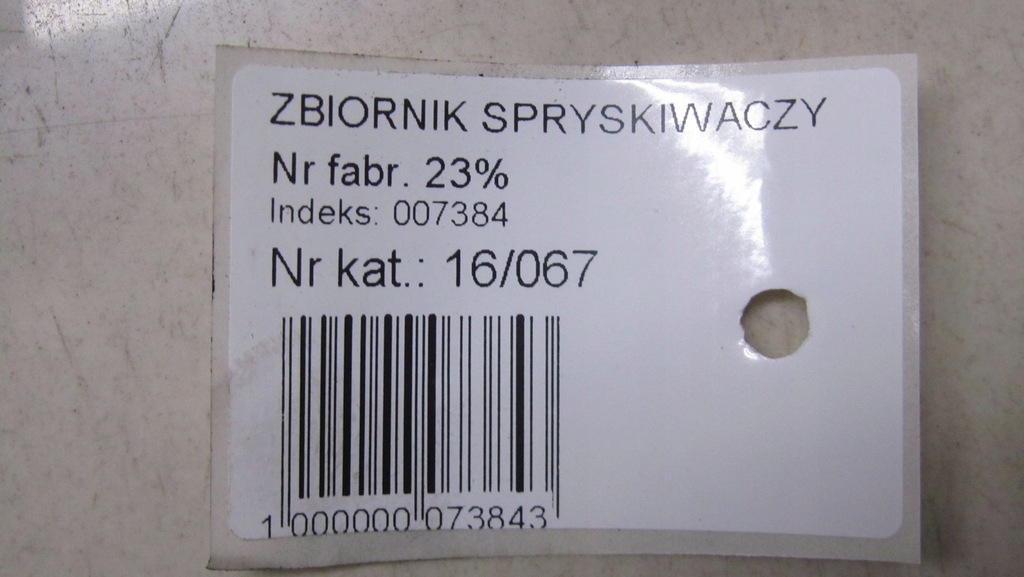 ZBIORNIK SPRYSKIWACZY
Nr fabr. 23%
Indeks: 007384
Nr kat.: 16/067
1 000000 073843